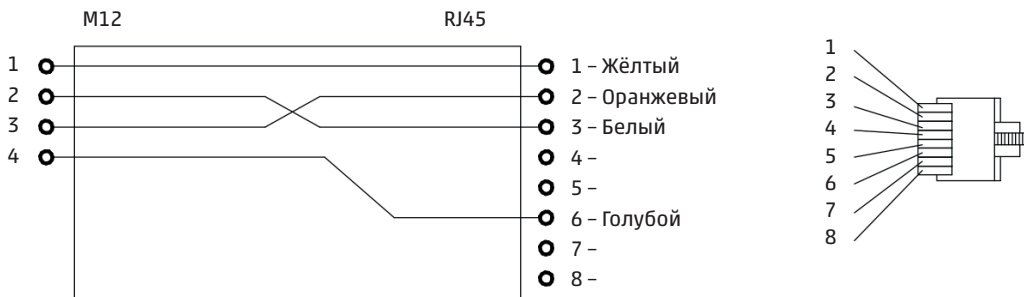 M12 RJ45
1 1 – Жёлтый
2 2 – Оранжевый
3 3 – Белый
4 4 –
5 –
6 – Голубой
7 –
8 –
1
2
3
4
5
6
7
8